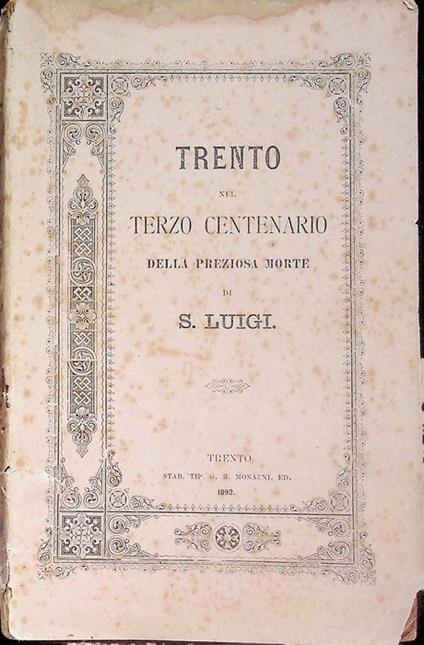 TRENTO
NEL
TERZO CENTENARIO
DELLA PREZIOSA MORTE
DI
S. LUIGI.
TRENTO,
STAB. TIP. G. B. MONAUNI, ED.
1892.